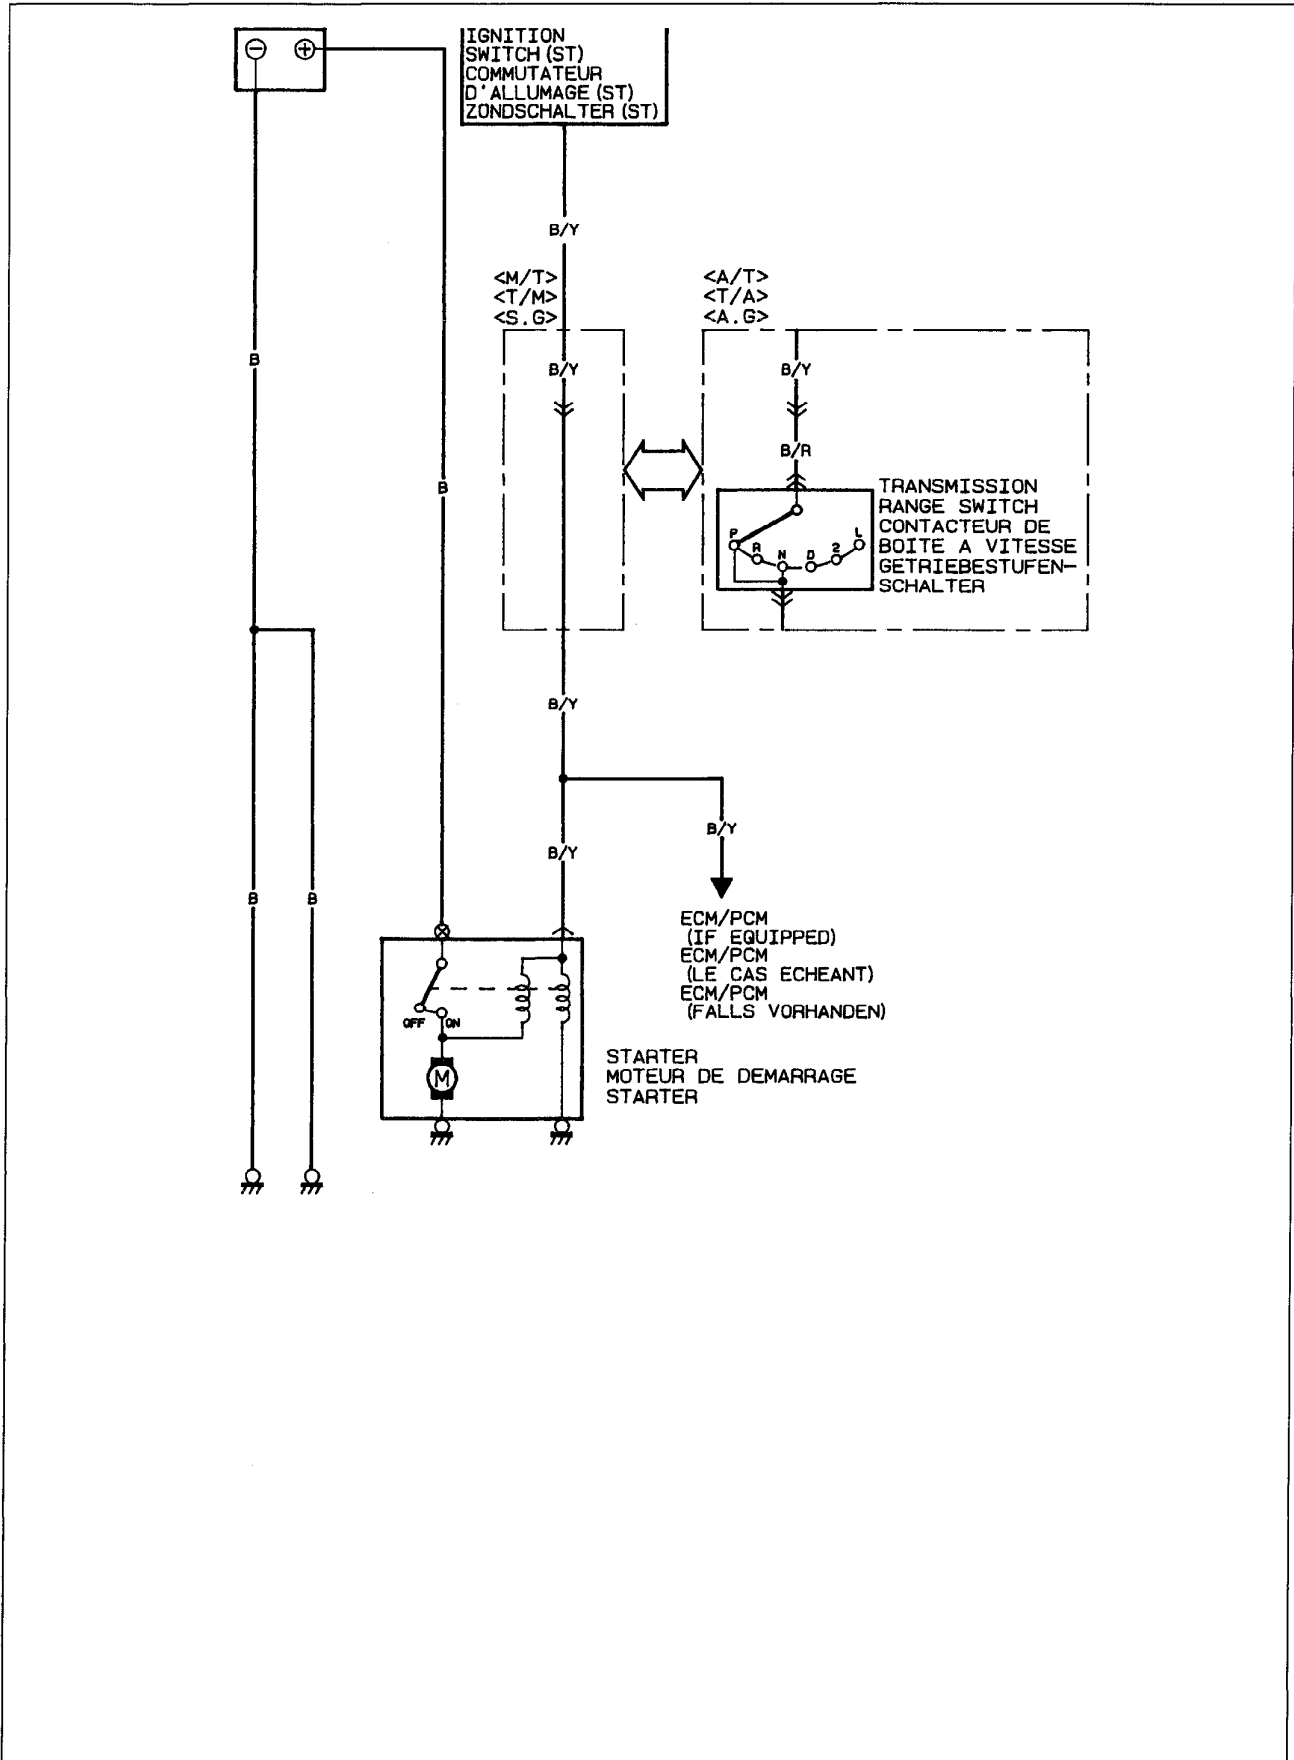 IGNITION
SWITCH (ST)
COMMUTATEUR
D'ALLUMAGE (ST)
ZONDSCHALTER (ST)
B/Y
<M/T>
<T/M>
<S.G>
<A/T>
<T/A>
<A.G>
B
B/Y
B/Y
B/R
B
TRANSMISSION
RANGE SWITCH
CONTACTEUR DE
BOITE A VITESSE
GETRIEBESTUFEN-
SCHALTER
P R N D 2 L
B/Y
B/Y
B/Y
B
B
ECM/PCM
(IF EQUIPPED)
ECM/PCM
(LE CAS ECHEANT)
ECM/PCM
(FALLS VORHANDEN)
OFF
ON
M
STARTER
MOTEUR DE DEMARRAGE
STARTER